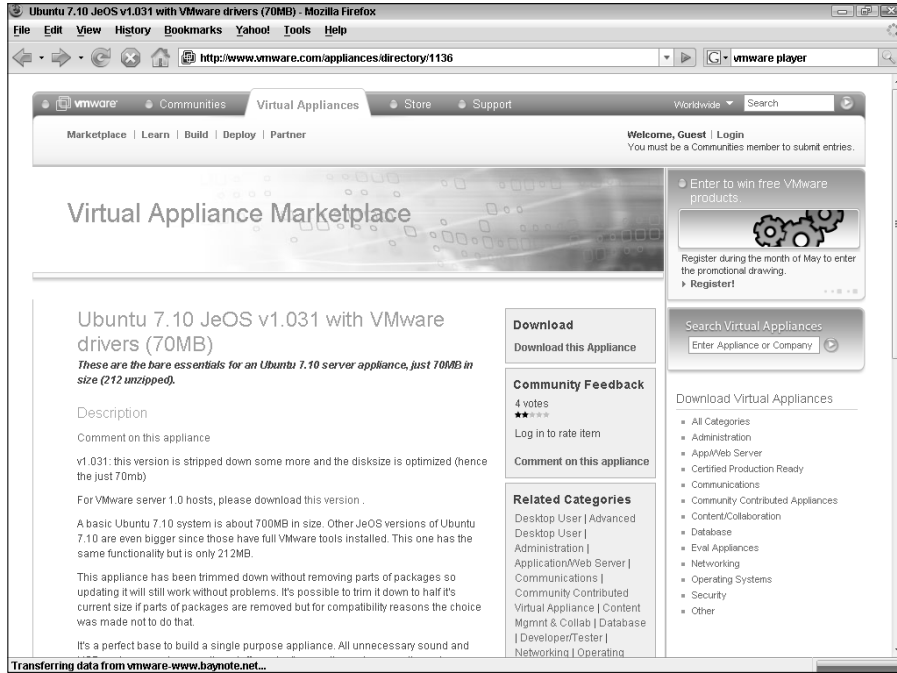 Ubuntu 7.10 JeOS v1.031 with VMware drivers (70MB) - Mozilla Firefox
File Edit View History Bookmarks Yahoo! Tools Help
http://www.vmware.com/appliances/directory/1136
G vmware player
vmware Communities Virtual Appliances Store Support
Worldwide Search
Marketplace | Learn | Build | Deploy | Partner
Welcome, Guest | Login
You must be a Communities member to submit entries.
Virtual Appliance Marketplace
Enter to win free VMware
products.
Register during the month of May to enter
the promotional drawing.
Register!
Ubuntu 7.10 JeOS v1.031 with VMware
drivers (70MB)
These are the bare essentials for an Ubuntu 7.10 server appliance, just 70MB in
size (212 unzipped).
Description
Comment on this appliance
v1.031: this version is stripped down some more and the disksize is optimized (hence
the just 70mb)
For VMware server 1.0 hosts, please download this version .
A basic Ubuntu 7.10 system is about 700MB in size. Other JeOS versions of Ubuntu
7.10 are even bigger since those have full VMware tools installed. This one has the
same functionality but is only 212MB.
This appliance has been trimmed down without removing parts of packages so
updating it will still work without problems. It's possible to trim it down to half it's
current size if parts of packages are removed but for compatibility reasons the choice
was made not to do that.
It's a perfect base to build a single purpose appliance. All unnecessary sound and
Download
Download this Appliance
Community Feedback
4 votes
Log in to rate item
Comment on this appliance
Related Categories
Desktop User | Advanced
Desktop User |
Administration |
Application/Web Server |
Communications |
Community Contributed
Virtual Appliance | Content
Mgmnt & Collab | Database
| Developer/Tester |
Networking | Operating
Search Virtual Appliances
Enter Appliance or Company
Download Virtual Appliances
All Categories
Administration
App/Web Server
Certified Production Ready
Communications
Community Contributed Appliances
Content/Collaboration
Database
Eval Appliances
Networking
Operating Systems
Security
Other
Transferring data from vmware-www.baynote.net...